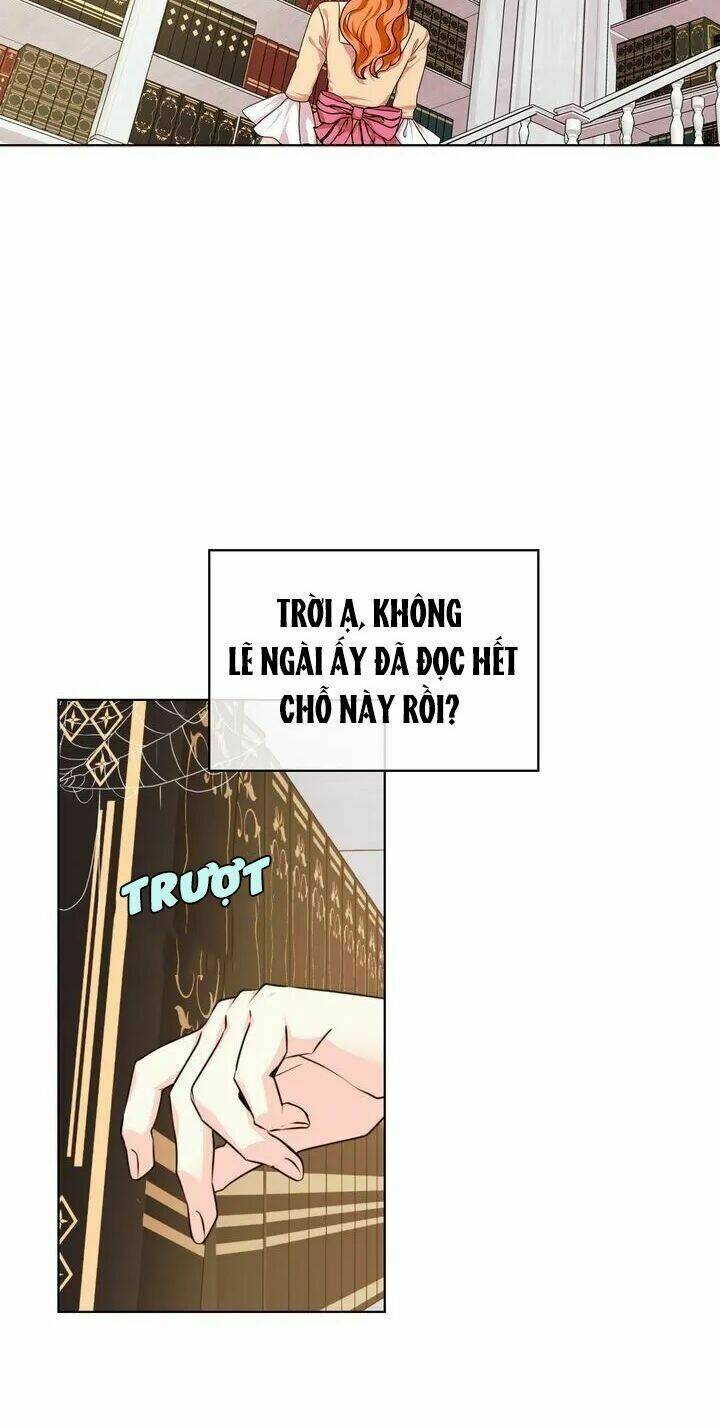 TRỜI Ạ, KHÔNG
LẼ NGÀI ẤY ĐÃ ĐỌC HẾT
CHỖ NÀY RỒI?
TRƯỢT